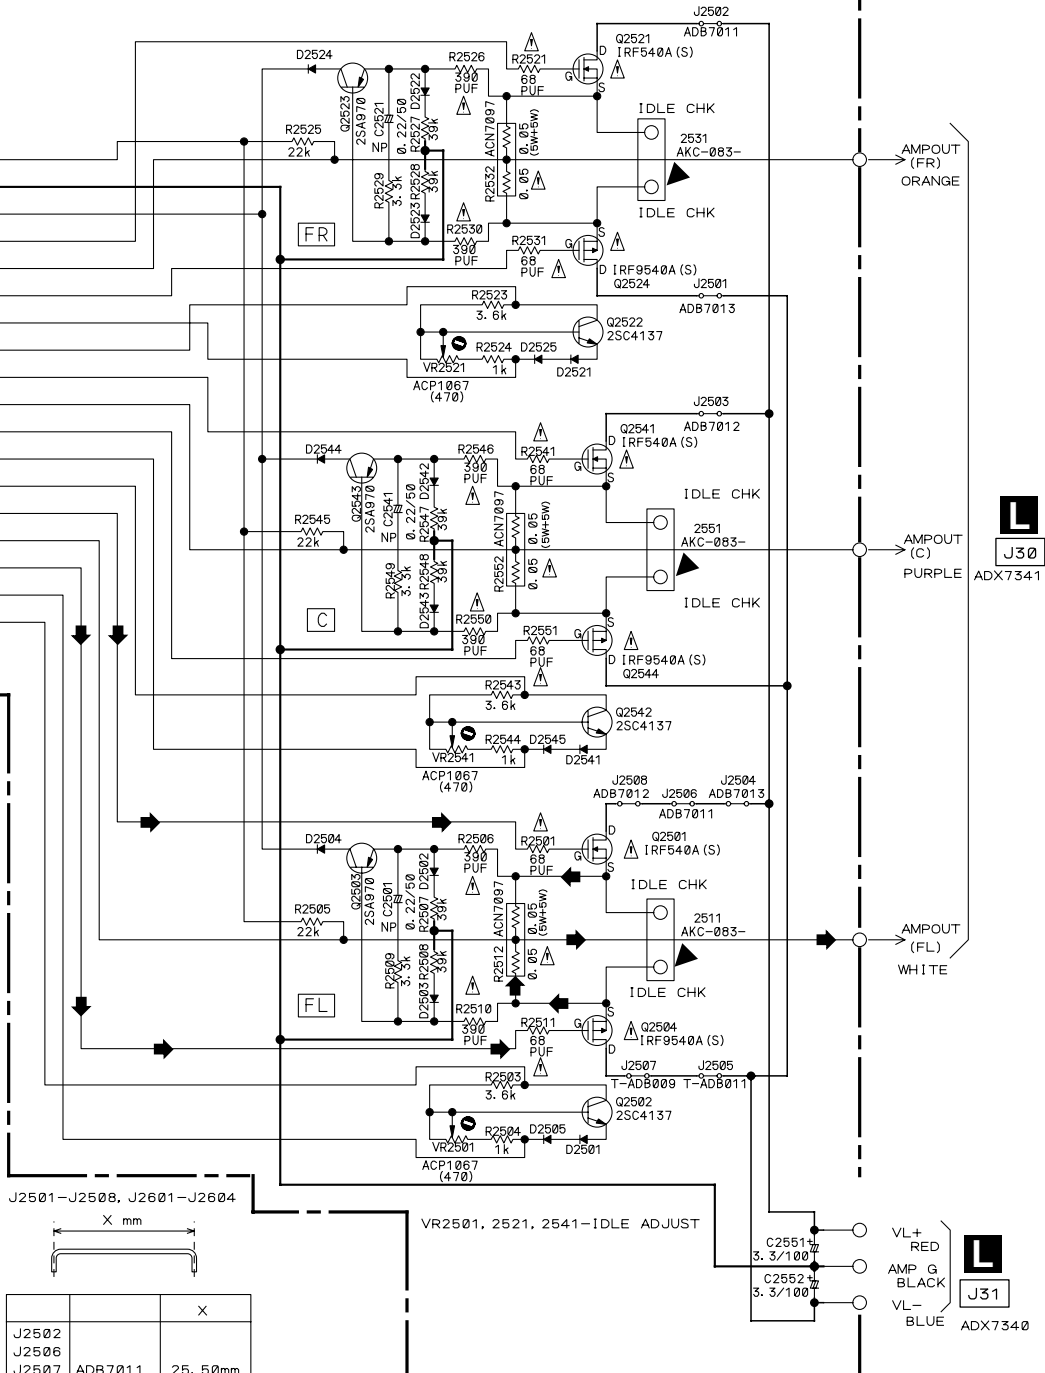 J2502
ADB7011
Q2521
IRF540A(S)
D
G
S
D2524
R2526
390
PUF
R2521
68
PUF
Q2523
2SA970
C2521
0.22/50
NP
D2522
R2527
39k
ACN7097
0.05
(5W+5W)
IDLE CHK
2531
AKC-083-
R2525
22k
AMPOUT
(FR)
ORANGE
R2529
3.3k
R2528
39k
D2523
R2532
0.05
IDLE CHK
FR
R2530
390
PUF
R2531
68
PUF
G
S
D
IRF9540A(S)
Q2524
J2501
ADB7013
R2523
3.6k
Q2522
2SC4137
VR2521
R2524
1k
D2525
D2521
ACP1067
(470)
J2503
ADB7012
Q2541
IRF540A(S)
D
G
S
D2544
R2546
390
PUF
R2541
68
PUF
Q2543
2SA970
C2541
0.22/50
NP
D2542
R2547
39k
ACN7097
0.05
(5W+5W)
IDLE CHK
2551
AKC-083-
R2545
22k
AMPOUT
(C)
PURPLE
L
J30
ADX7341
R2549
3.3k
R2548
39k
D2543
R2552
0.05
IDLE CHK
C
R2550
390
PUF
R2551
68
PUF
G
S
D
IRF9540A(S)
Q2544
R2543
3.6k
Q2542
2SC4137
VR2541
R2544
1k
D2545
D2541
ACP1067
(470)
J2508
ADB7012
J2506
ADB7011
J2504
ADB7013
D
G
S
Q2501
IRF540A(S)
D2504
R2506
390
PUF
R2501
68
PUF
Q2503
2SA970
C2501
0.22/50
NP
D2502
R2507
39k
ACN7097
0.05
(5W+5W)
IDLE CHK
2511
AKC-083-
R2505
22k
AMPOUT
(FL)
WHITE
R2509
3.3k
R2508
39k
D2503
R2512
0.05
IDLE CHK
FL
R2510
390
PUF
R2511
68
PUF
G
S
D
Q2504
IRF9540A(S)
J2507
T-ADB009
J2505
T-ADB011
R2503
3.6k
Q2502
2SC4137
VR2501
R2504
1k
D2505
D2501
ACP1067
(470)
J2501-J2508, J2601-J2604
X mm
VR2501, 2521, 2541-IDLE ADJUST
C2551+
3.3/100
C2552+
3.3/100
VL+
RED
AMP G
BLACK
VL-
BLUE
L
J31
ADX7340
X
J2502
J2506
J2507 ADB7011 25.50mm